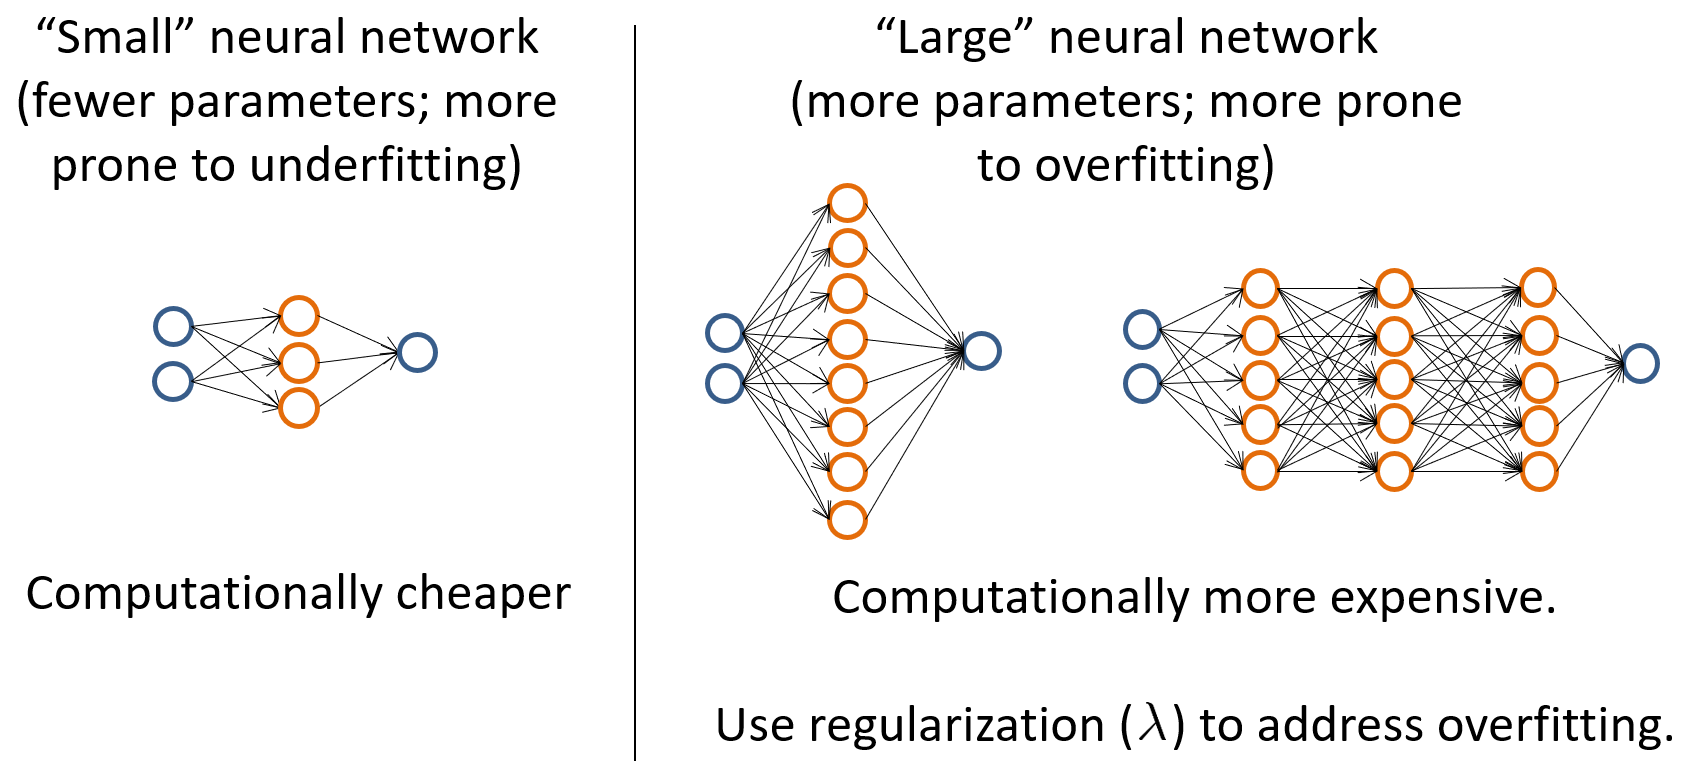 “Small” neural network
(fewer parameters; more
prone to underfitting)
Computationally cheaper
“Large” neural network
(more parameters; more prone
to overfitting)
Computationally more expensive.
Use regularization (λ) to address overfitting.